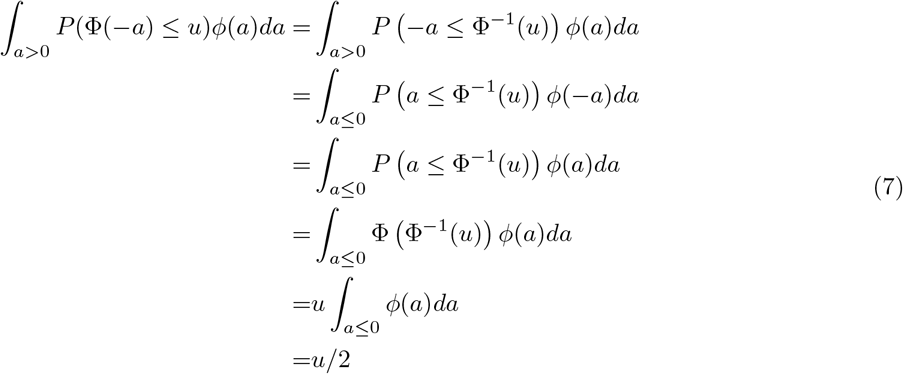 ∫_{a>0} P(Φ(−a) ≤ u)ϕ(a)da = ∫_{a>0} P (−a ≤ Φ^{−1}(u)) ϕ(a)da
= ∫_{a≤0} P (a ≤ Φ^{−1}(u)) ϕ(−a)da
= ∫_{a≤0} P (a ≤ Φ^{−1}(u)) ϕ(a)da
(7)
= ∫_{a≤0} Φ (Φ^{−1}(u)) ϕ(a)da
=u ∫_{a≤0} ϕ(a)da
=u/2